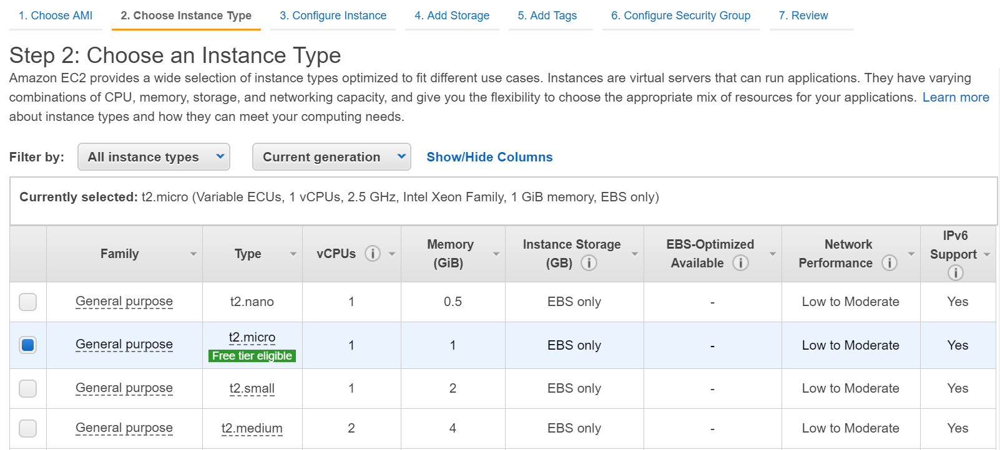 1. Choose AMI 2. Choose Instance Type 3. Configure Instance 4. Add Storage 5. Add Tags 6. Configure Security Group 7. Review
Step 2: Choose an Instance Type
Amazon EC2 provides a wide selection of instance types optimized to fit different use cases. Instances are virtual servers that can run applications. They have varying
combinations of CPU, memory, storage, and networking capacity, and give you the flexibility to choose the appropriate mix of resources for your applications. Learn more
about instance types and how they can meet your computing needs.
Filter by: All instance types Current generation Show/Hide Columns
Currently selected: t2.micro (Variable ECUs, 1 vCPUs, 2.5 GHz, Intel Xeon Family, 1 GiB memory, EBS only)
Family
Type
vCPUs i
Memory
(GiB)
Instance Storage
(GB) i
EBS-Optimized
Available i
Network
Performance i
IPv6
Support
i
General purpose t2.nano 1 0.5 EBS only - Low to Moderate Yes
General purpose t2.micro 1 1 EBS only - Low to Moderate Yes
Free tier eligible
General purpose t2.small 1 2 EBS only - Low to Moderate Yes
General purpose t2.medium 2 4 EBS only - Low to Moderate Yes